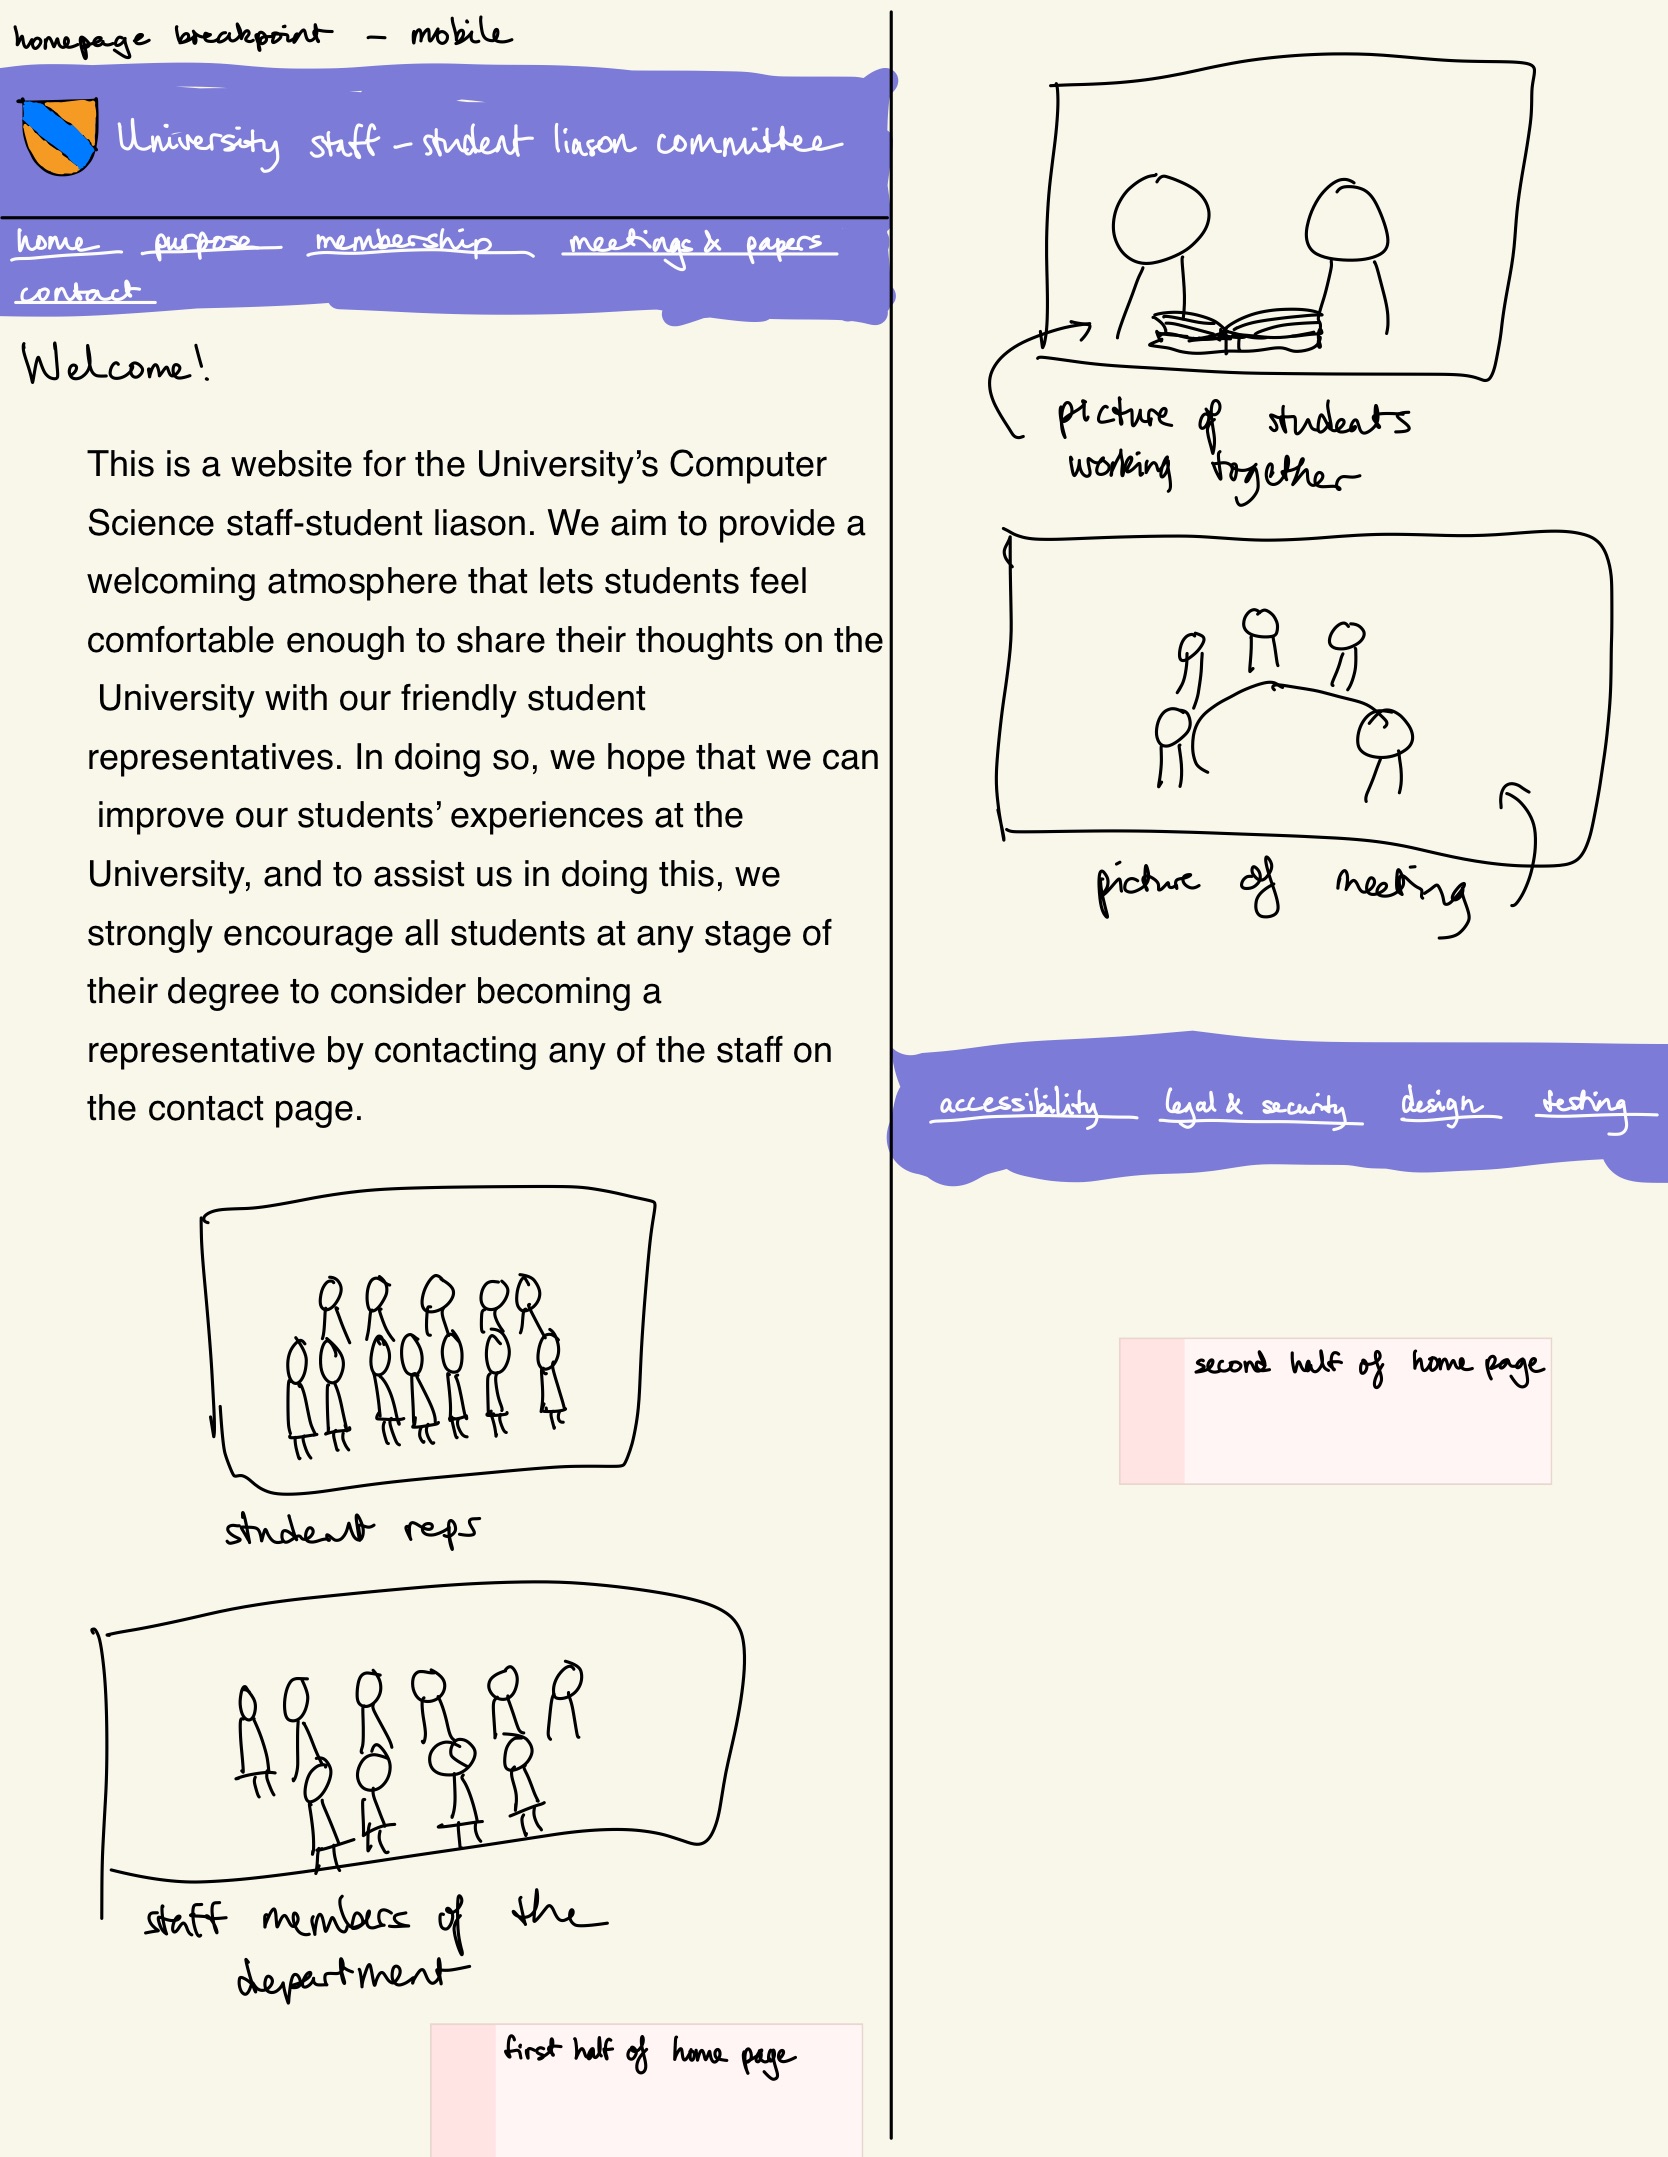 homepage breakpoint – mobile
University staff – student liason committee
home purpose membership meetings & papers
contact
Welcome!
This is a website for the University’s Computer
Science staff-student liason. We aim to provide a
welcoming atmosphere that lets students feel
comfortable enough to share their thoughts on the
University with our friendly student
representatives. In doing so, we hope that we can
improve our students’ experiences at the
University, and to assist us in doing this, we
strongly encourage all students at any stage of
their degree to consider becoming a
representative by contacting any of the staff on
the contact page.
student reps
staff members of the
department
first half of home page
picture of students
working together
picture of meeting
accessibility legal & security design testing
second half of home page